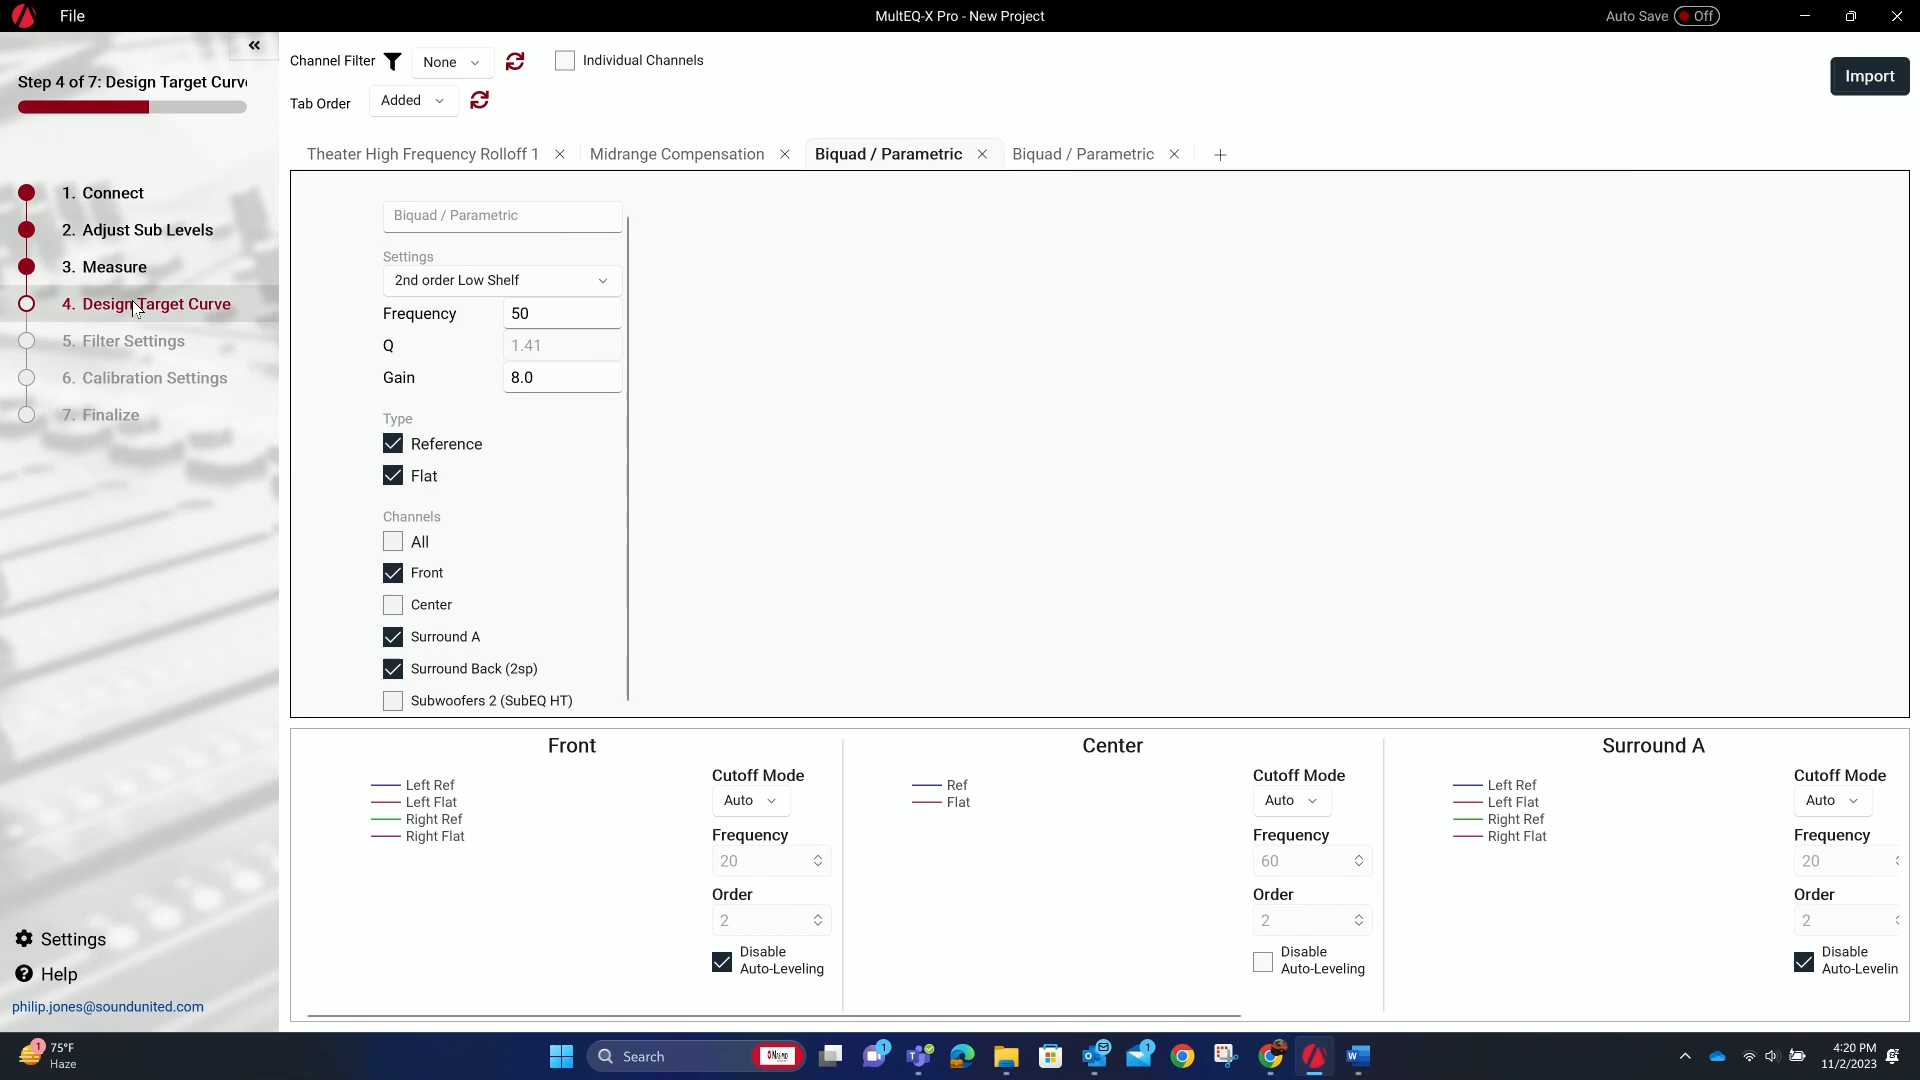 File
MultEQ-X Pro - New Project
Auto Save Off
Step 4 of 7: Design Target Curv
1. Connect
2. Adjust Sub Levels
3. Measure
4. Design Target Curve
5. Filter Settings
6. Calibration Settings
7. Finalize
Settings
Help
philip.jones@soundunited.com
Channel Filter None Individual Channels
Import
Tab Order Added
Theater High Frequency Rolloff 1 Midrange Compensation Biquad / Parametric Biquad / Parametric
Biquad / Parametric
Settings
2nd order Low Shelf
Frequency 50
Q 1.41
Gain 8.0
Type
Reference
Flat
Channels
All
Front
Center
Surround A
Surround Back (2sp)
Subwoofers 2 (SubEQ HT)
Front
Left Ref
Left Flat
Right Ref
Right Flat
Cutoff Mode
Auto
Frequency
20
Order
2
Disable
Auto-Leveling
Center
Ref
Flat
Cutoff Mode
Auto
Frequency
60
Order
2
Disable
Auto-Leveling
Surround A
Left Ref
Left Flat
Right Ref
Right Flat
Cutoff Mode
Auto
Frequency
20
Order
2
Disable
Auto-Levelin
1
75°F
Haze
Search
1
1
4:20 PM
11/2/2023